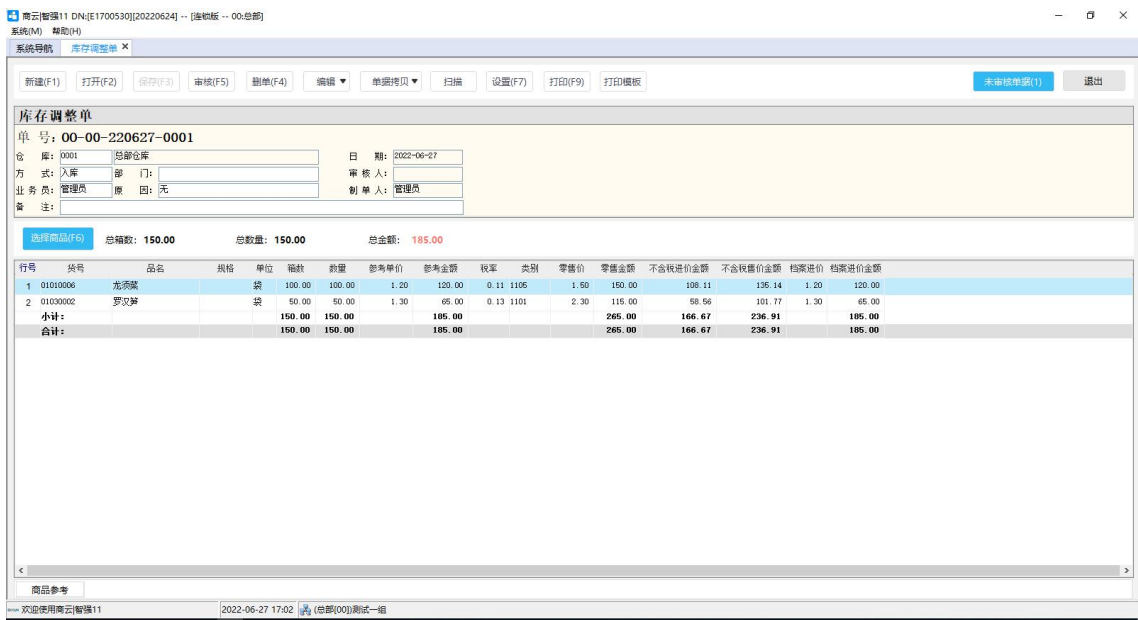 商云|智强11 DN:[E1700530][20220624] -- [连锁版 -- 00:总部]
系统(M) 帮助(H)
系统导航 库存调整单 ×
新建(F1) 打开(F2) 保存(F3) 审核(F5) 删单(F4) 编辑▼ 单据拷贝▼ 扫描 设置(F7) 打印(F9) 打印模板 未审核单据(1) 退出
库存调整单
单 号: 00-00-220627-0001
仓 库: 0001 总部仓库 日 期: 2022-06-27
方 式: 入库 部 门: 审 核 人:
业 务 员: 管理员 原 因: 无 制 单 人: 管理员
备 注:
选择商品(F6) 总箱数: 150.00 总数量: 150.00 总金额: 185.00
行号 货号 品名 规格 单位 箱数 数量 参考单价 参考金额 税率 类别 零售价 零售金额 不含税进价金额 不含税售价金额 档案进价 档案进价金额
1 01010006 龙须菜 袋 100.00 100.00 1.20 120.00 0.11 1105 1.50 150.00 108.11 135.14 1.20 120.00
2 01030002 罗汉笋 袋 50.00 50.00 1.30 65.00 0.13 1101 2.30 115.00 58.56 101.77 1.30 65.00
小计: 150.00 150.00 185.00 265.00 166.67 236.91 185.00
合计: 150.00 150.00 185.00 265.00 166.67 236.91 185.00
商品参考
欢迎使用商云|智强11 2022-06-27 17:02 (总部[00])测试一组